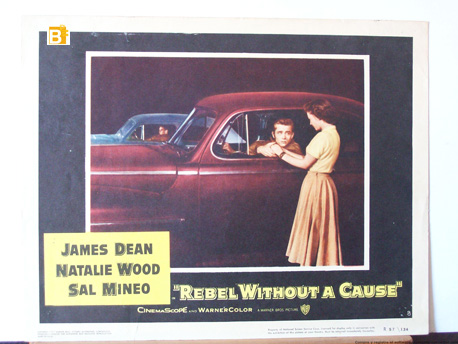 B
JAMES DEAN
NATALIE WOOD
SAL MINEO
"REBEL WITHOUT A CAUSE"
CINEMASCOPE AND WARNERCOLOR
A WARNER BROS. PICTURE